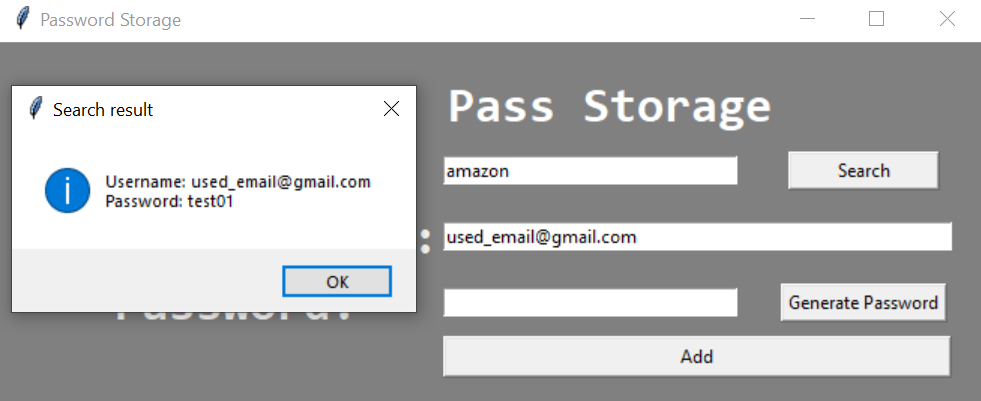 Password Storage
Search result
Username: used_email@gmail.com
Password: test01
OK
Pass Storage
amazon
Search
:
used_email@gmail.com
Password:
Generate Password
Add